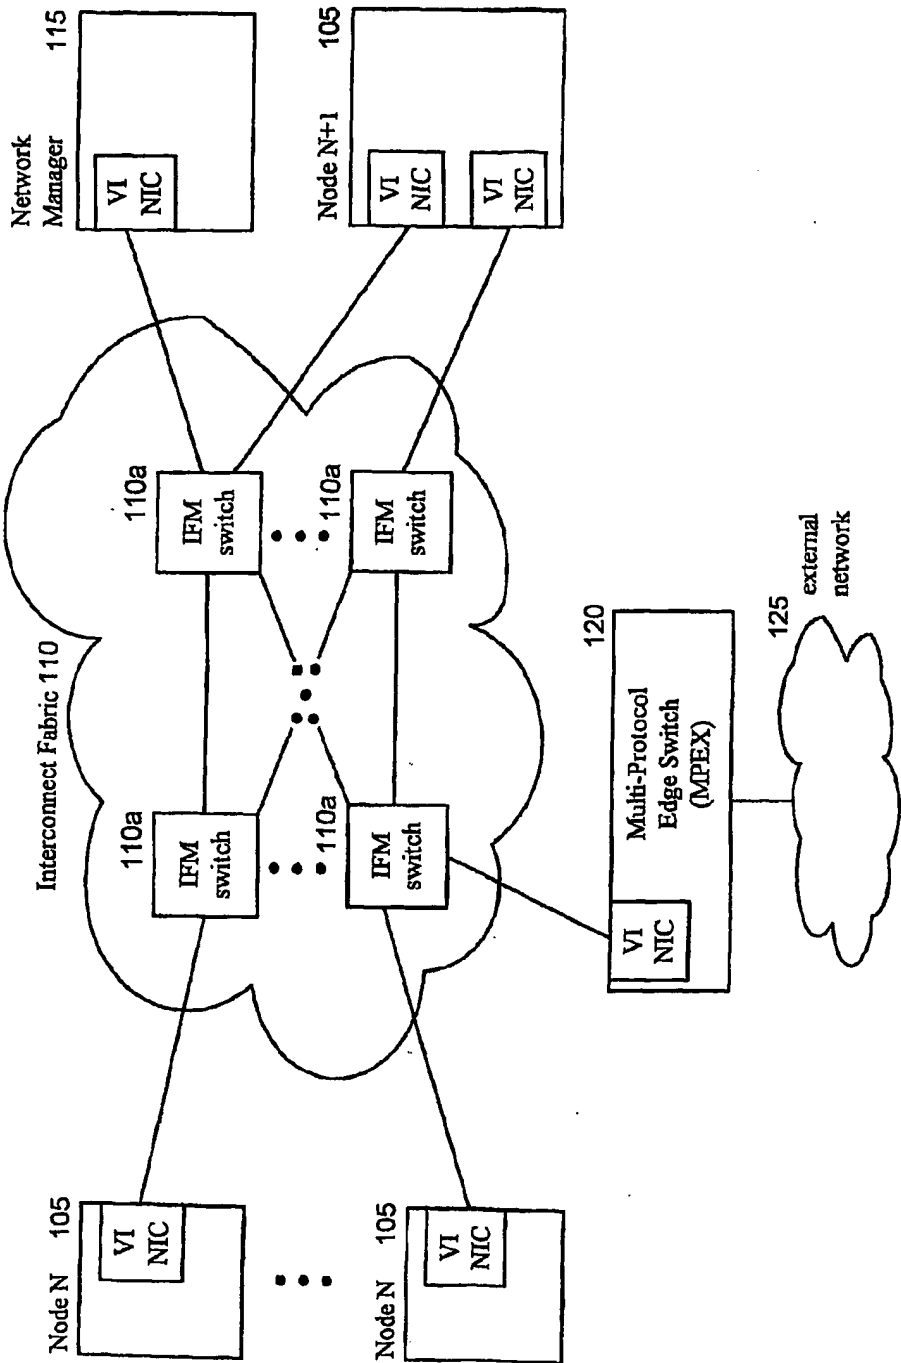 Network
Manager
115
VI
NIC
Node N+1
105
VI
NIC
VI
NIC
Interconnect Fabric 110
110a
IFM
switch
110a
IFM
switch
110a
IFM
switch
110a
IFM
switch
120
Multi-Protocol
Edge Switch
(MPEX)
VI
NIC
125
external
network
Node N
105
VI
NIC
Node N
105
VI
NIC